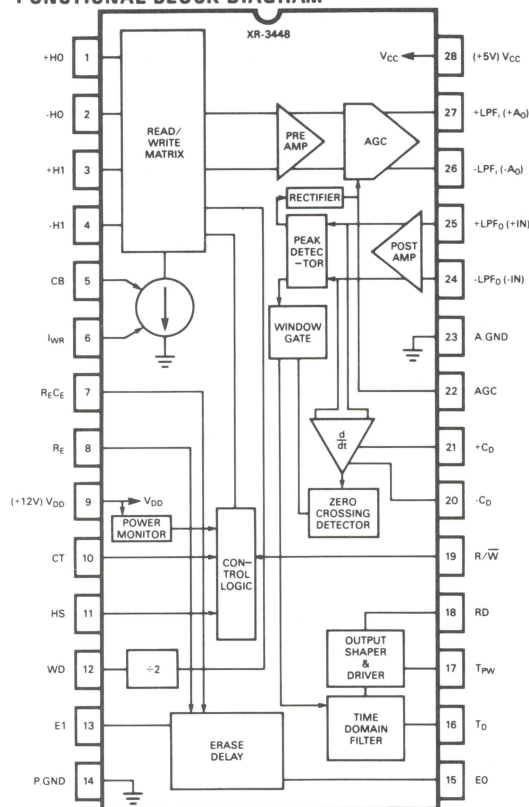 FUNCTIONAL BLOCK DIAGRAM
XR-3448
+H0 1
-H0 2
+H1 3
-H1 4
CB 5
IWR 6
RECE 7
RE 8
(+12V) VDD 9
CT 10
HS 11
WD 12
E1 13
P.GND 14
READ/
WRITE
MATRIX
PRE
AMP
AGC
RECTIFIER
PEAK
DETEC
-TOR
POST
AMP
WINDOW
GATE
d
dt
ZERO
CROSSING
DETECTOR
VDD
POWER
MONITOR
CON-
TROL
LOGIC
÷2
OUTPUT
SHAPER
&
DRIVER
TIME
DOMAIN
FILTER
ERASE
DELAY
VCC
28 (+5V) VCC
27 +LPFI (+AO)
26 -LPFI (-AO)
25 +LPFO (+IN)
24 -LPFO (-IN)
23 A.GND
22 AGC
21 +CD
20 -CD
19 R/W̅
18 RD
17 TPW
16 TD
15 EO